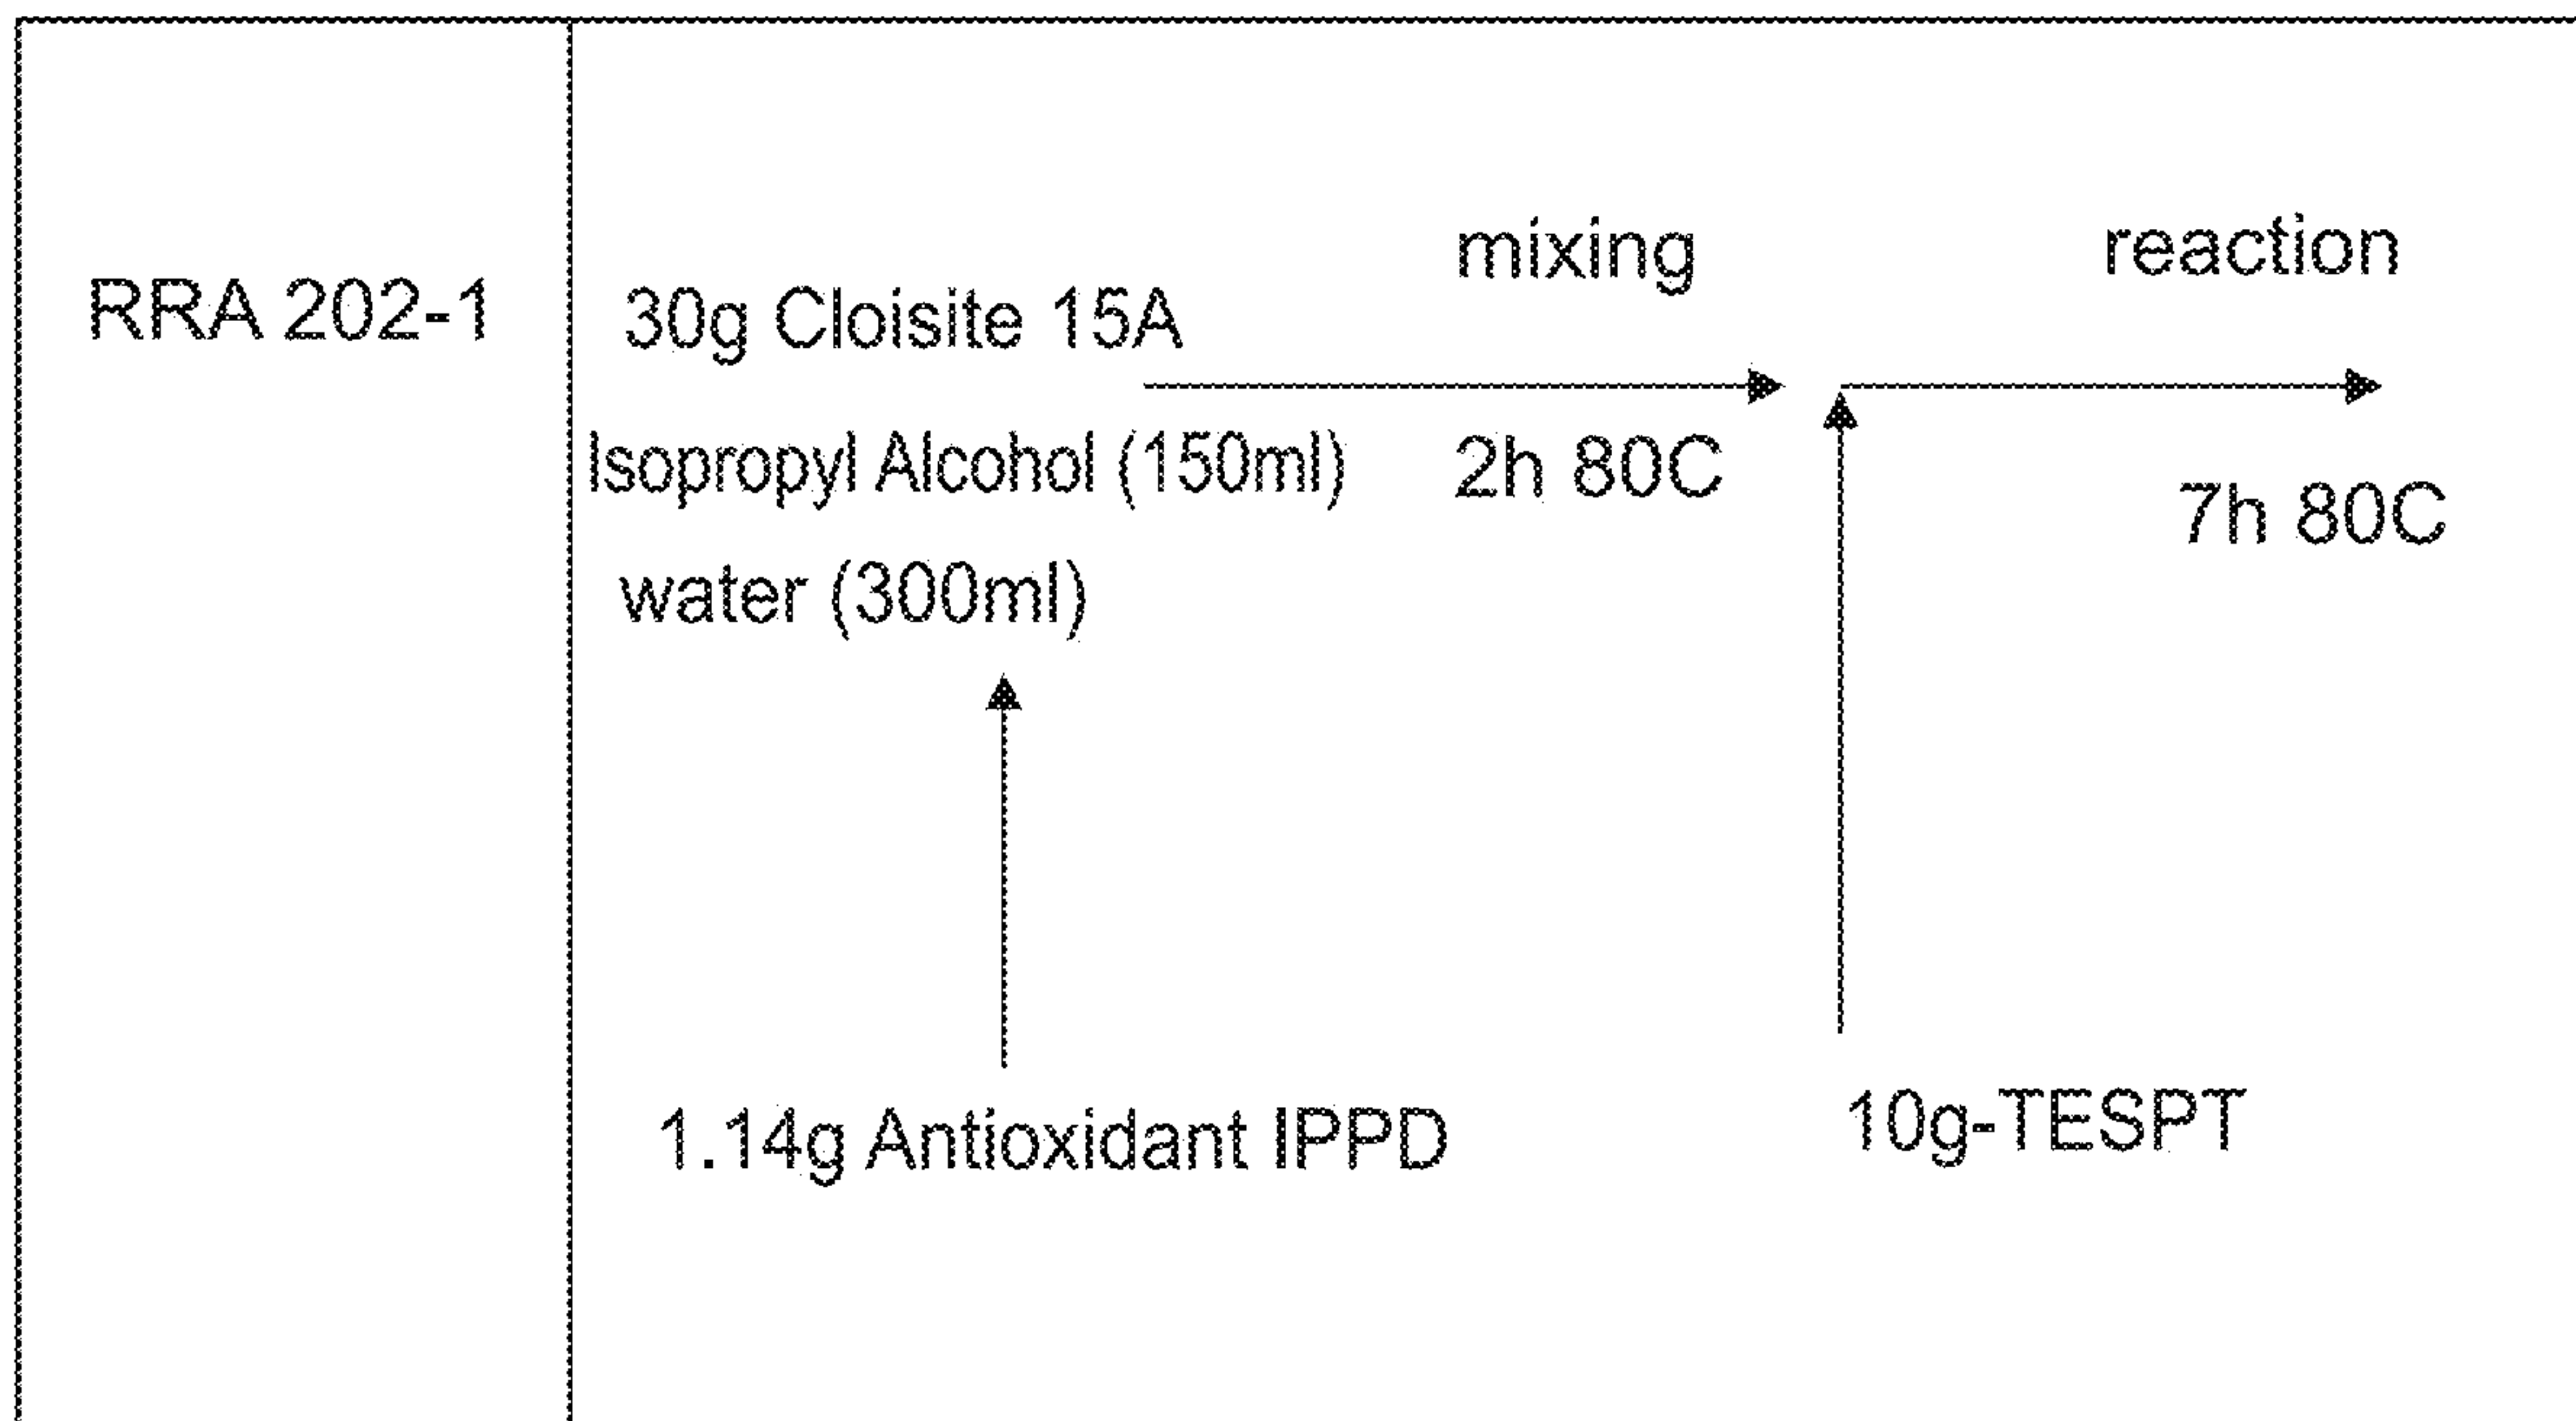 RRA 202-1
30g Cloisite 15A
Isopropyl Alcohol (150ml)
water (300ml)
mixing
2h 80C
reaction
7h 80C
1.14g Antioxidant IPPD
10g-TESPT